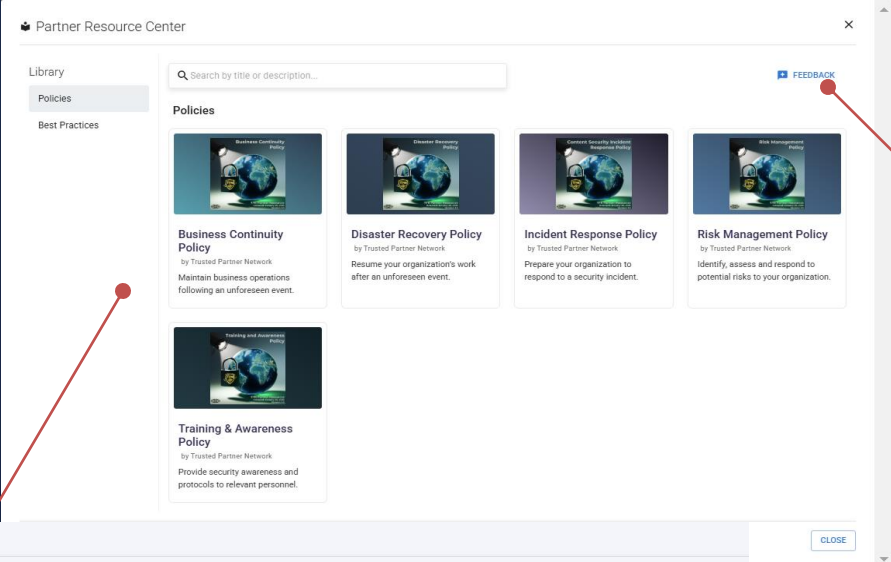 Partner Resource Center
Library
Policies
Best Practices
Search by title or description...
FEEDBACK
Policies
Business Continuity
Policy
Disaster Recovery
Policy
Content Security Incident
Response Policy
Risk Management
Policy
Business Continuity
Policy
by Trusted Partner Network
Maintain business operations
following an unforeseen event.
Disaster Recovery Policy
by Trusted Partner Network
Resume your organization's work
after an unforeseen event.
Incident Response Policy
by Trusted Partner Network
Prepare your organization to
respond to a security incident.
Risk Management Policy
by Trusted Partner Network
Identify, assess and respond to
potential risks to your organization.
Training and Awareness
Policy
Training & Awareness
Policy
by Trusted Partner Network
Provide security awareness and
protocols to relevant personnel.
CLOSE